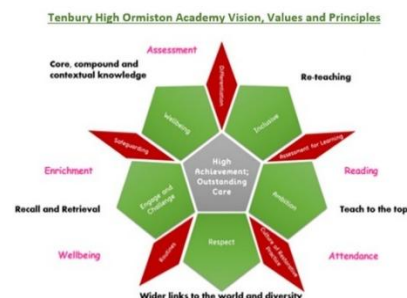 Tenbury High Ormiston Academy Vision, Values and Principles
Assessment
Core, compound and
contextual knowledge
Differentiation
Re-teaching
Wellbeing
Inclusive
Safeguarding
Assessment for Learning
High
Achievement;
Outstanding
Care
Enrichment
Reading
Engage and
Challenge
Ambition
Recall and Retrieval
Teach to the top
Respect
Routines
Culture of Restorative
Practice
Wellbeing
Attendance
Wider links to the world and diversity